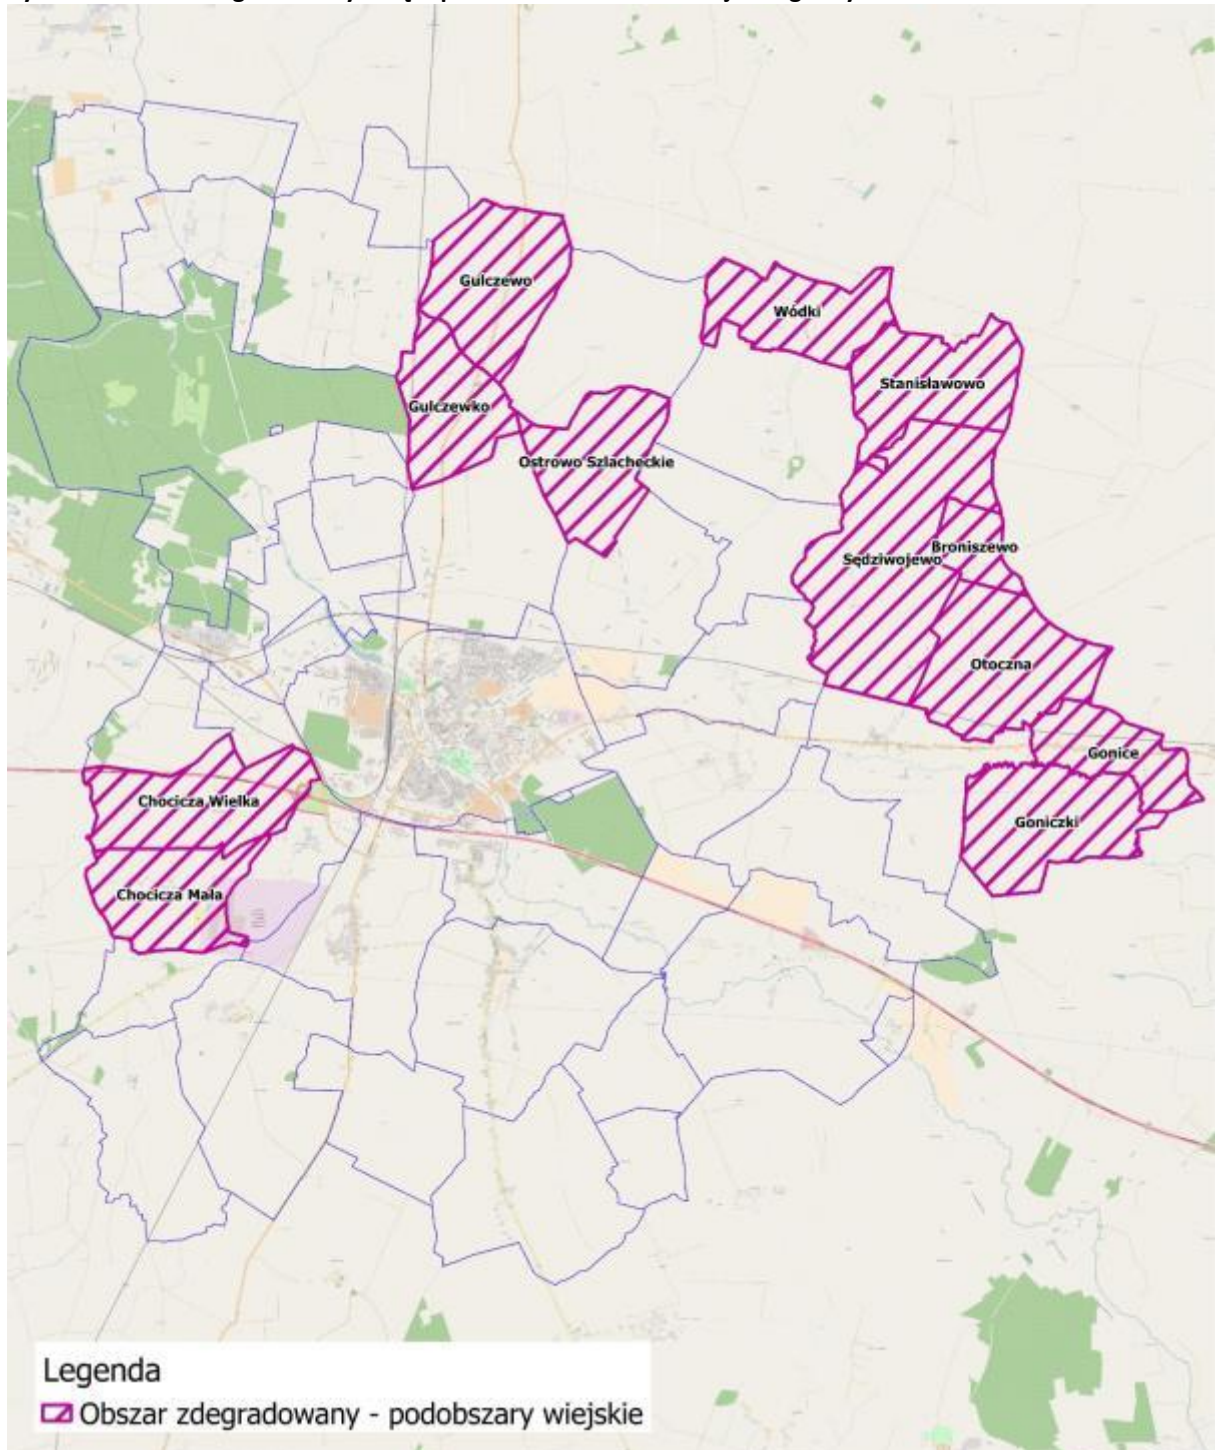 Gulczewo
Wódki
Stanisławowo
Gulczewko
Ostrowo Szlacheckie
Broniszewo
Sędziwojewo
Otoczna
Gonice
Chocicza Wielka
Goniczki
Chocicza Mała
Legenda
Obszar zdegradowany - podobszary wiejskie